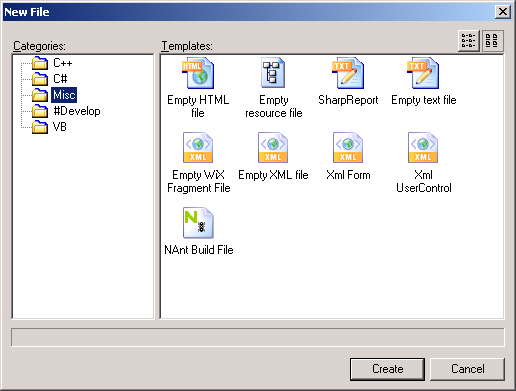 New File
Categories:
Templates:
C++
C#
Misc
#Develop
VB
HTML
TXT
TXT
Empty HTML
file
Empty
resource file
SharpReport
Empty text file
XML
XML
XML
XML
Empty WiX
Fragment File
Empty XML file
Xml Form
Xml
UserControl
N
NAnt Build File
Create
Cancel